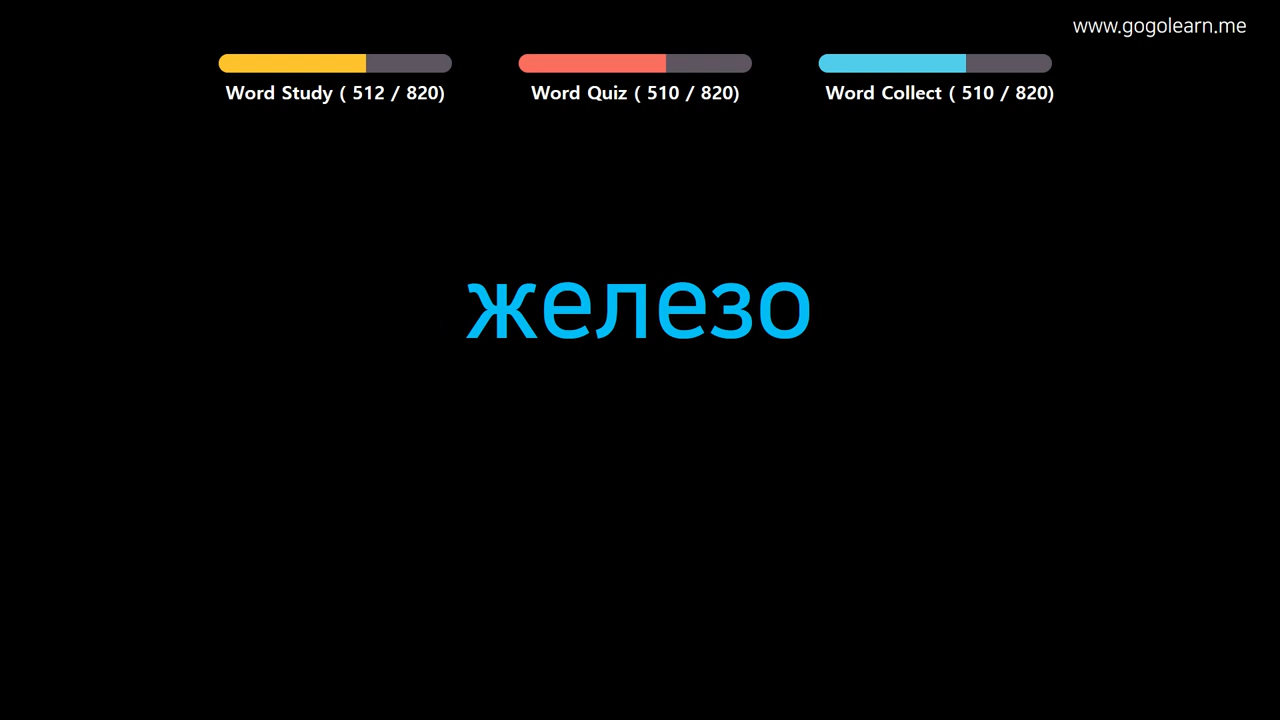 www.gogolearn.me
Word Study ( 512 / 820) Word Quiz ( 510 / 820) Word Collect ( 510 / 820)
железо